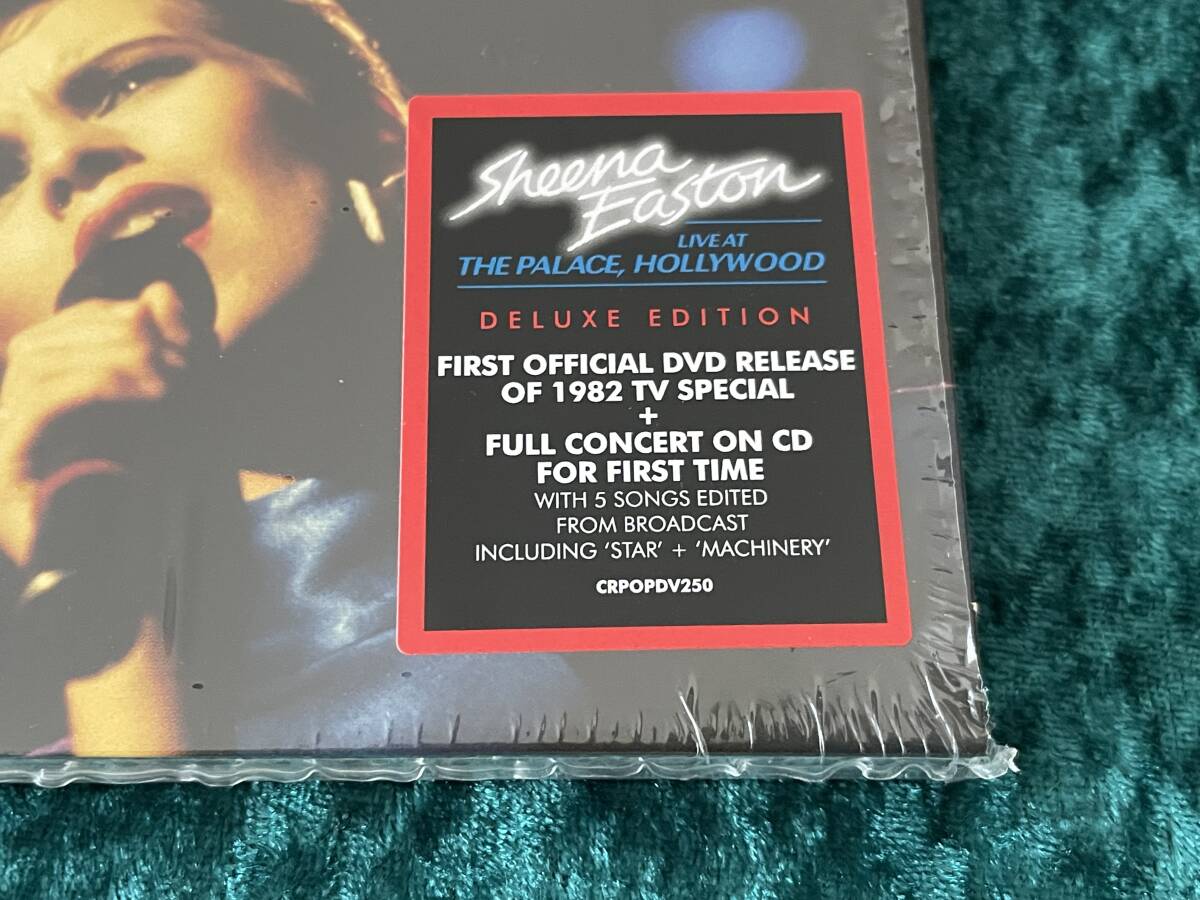 Sheena
Easton
LIVE AT
THE PALACE, HOLLYWOOD
DELUXE EDITION
FIRST OFFICIAL DVD RELEASE
OF 1982 TV SPECIAL
+
FULL CONCERT ON CD
FOR FIRST TIME
WITH 5 SONGS EDITED
FROM BROADCAST
INCLUDING ‘STAR’ + ‘MACHINERY’
CRPOPDV250